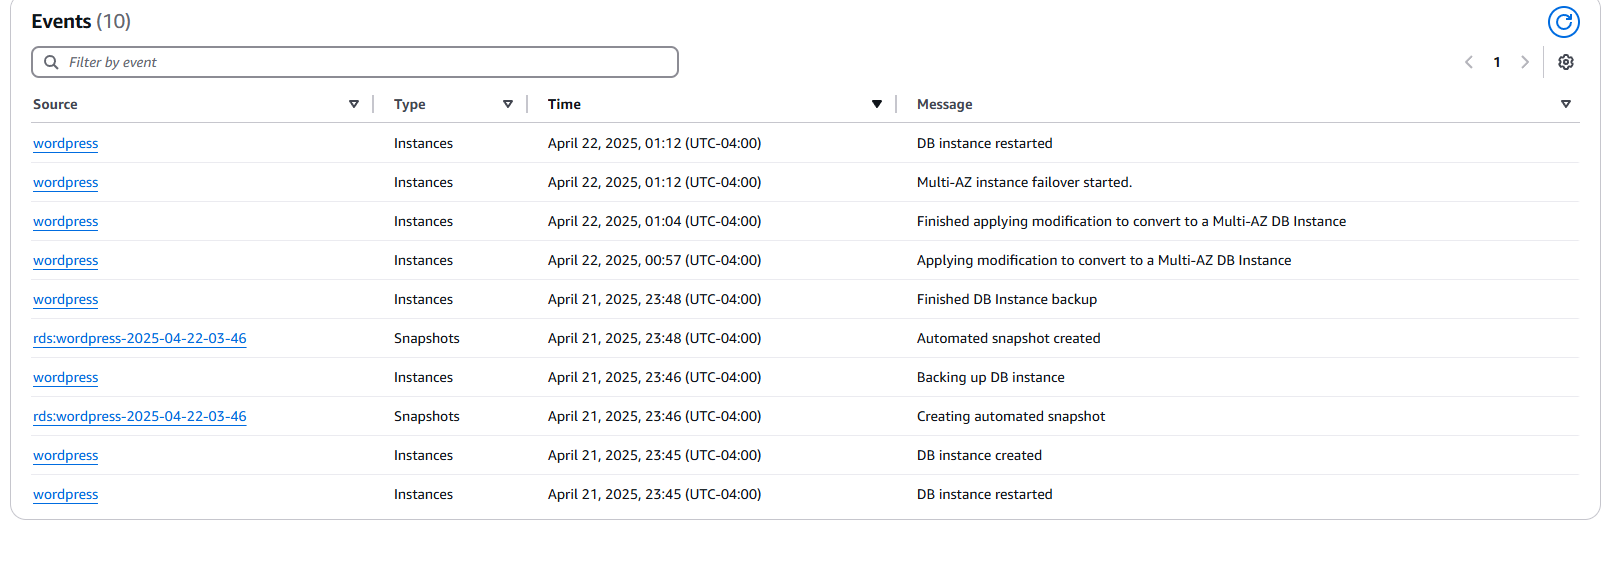 Events (10)
Filter by event
1
Source Type Time Message
wordpress Instances April 22, 2025, 01:12 (UTC-04:00) DB instance restarted
wordpress Instances April 22, 2025, 01:12 (UTC-04:00) Multi-AZ instance failover started.
wordpress Instances April 22, 2025, 01:04 (UTC-04:00) Finished applying modification to convert to a Multi-AZ DB Instance
wordpress Instances April 22, 2025, 00:57 (UTC-04:00) Applying modification to convert to a Multi-AZ DB Instance
wordpress Instances April 21, 2025, 23:48 (UTC-04:00) Finished DB Instance backup
rds:wordpress-2025-04-22-03-46 Snapshots April 21, 2025, 23:48 (UTC-04:00) Automated snapshot created
wordpress Instances April 21, 2025, 23:46 (UTC-04:00) Backing up DB instance
rds:wordpress-2025-04-22-03-46 Snapshots April 21, 2025, 23:46 (UTC-04:00) Creating automated snapshot
wordpress Instances April 21, 2025, 23:45 (UTC-04:00) DB instance created
wordpress Instances April 21, 2025, 23:45 (UTC-04:00) DB instance restarted